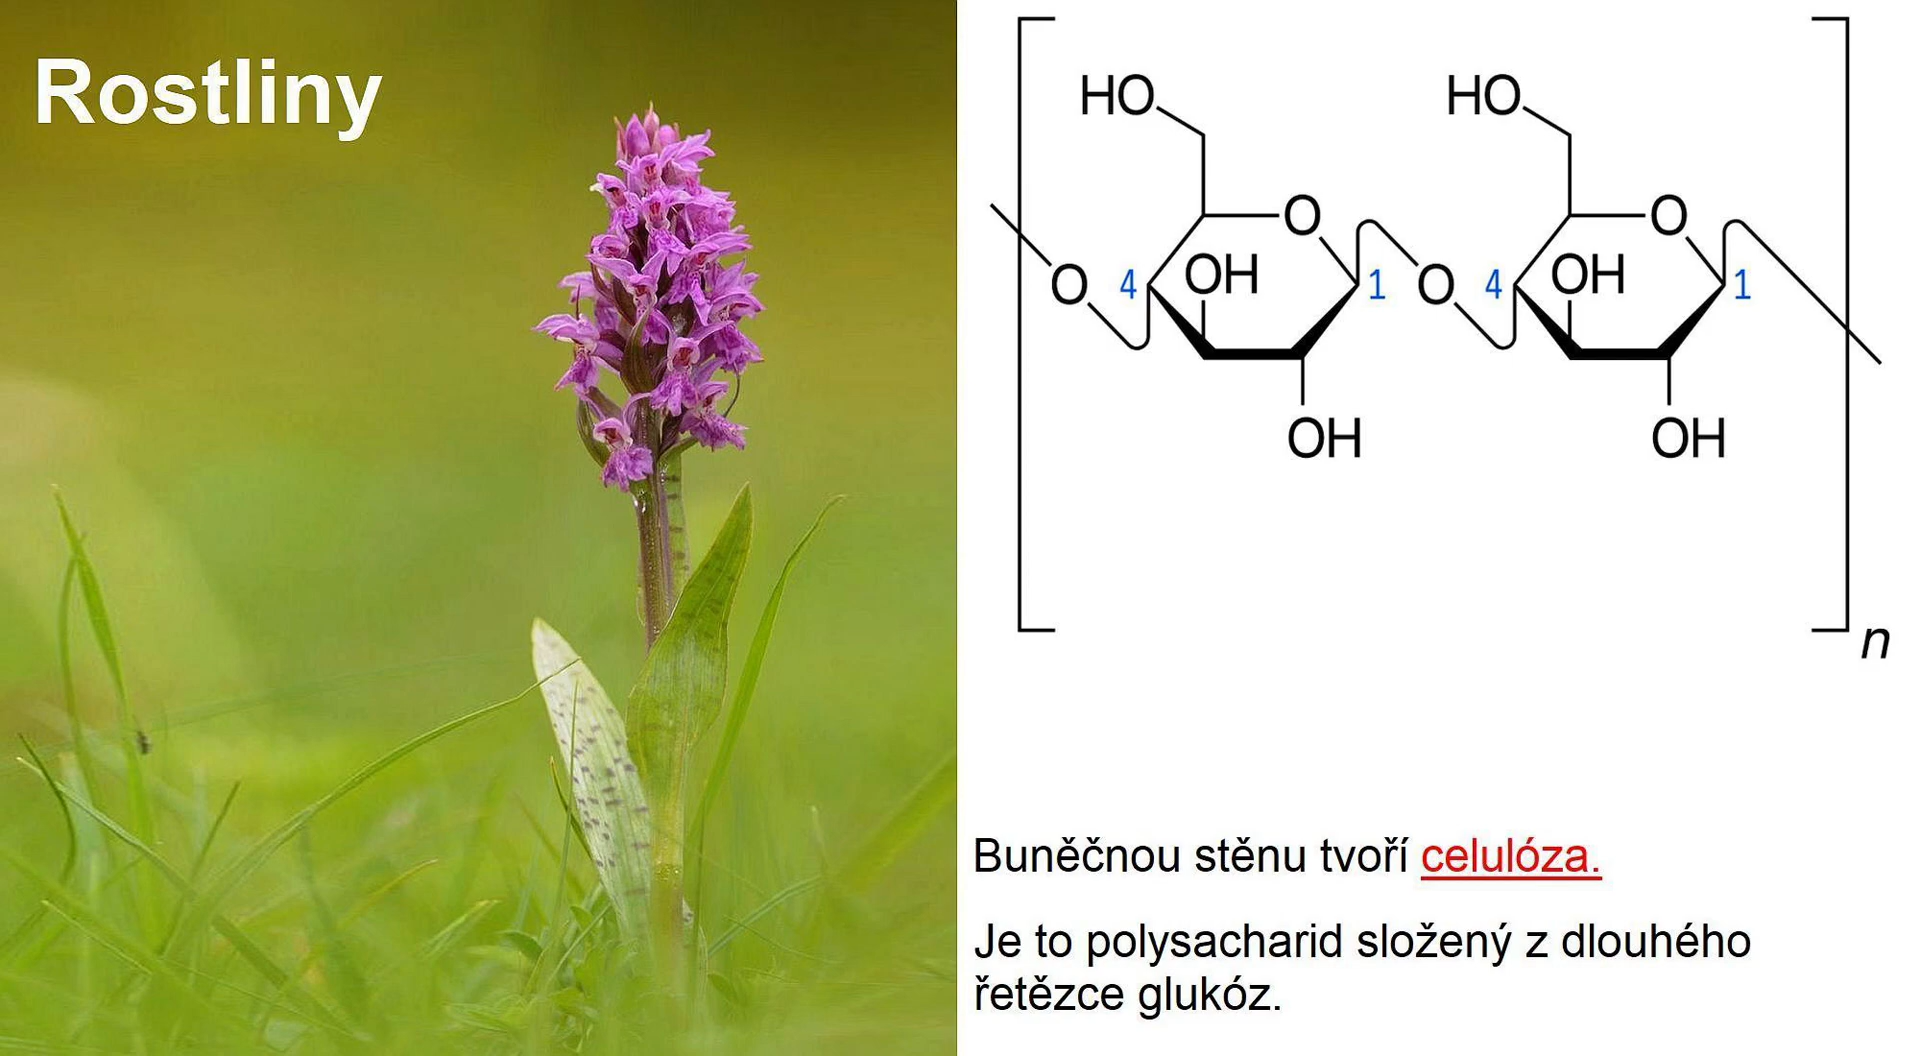 Rostliny
HO
HO
O
O
OH
OH
O
4
1
O
4
1
OH
OH
n
Buněčnou stěnu tvoří celulóza.
Je to polysacharid složený z dlouhého
řetězce glukóz.